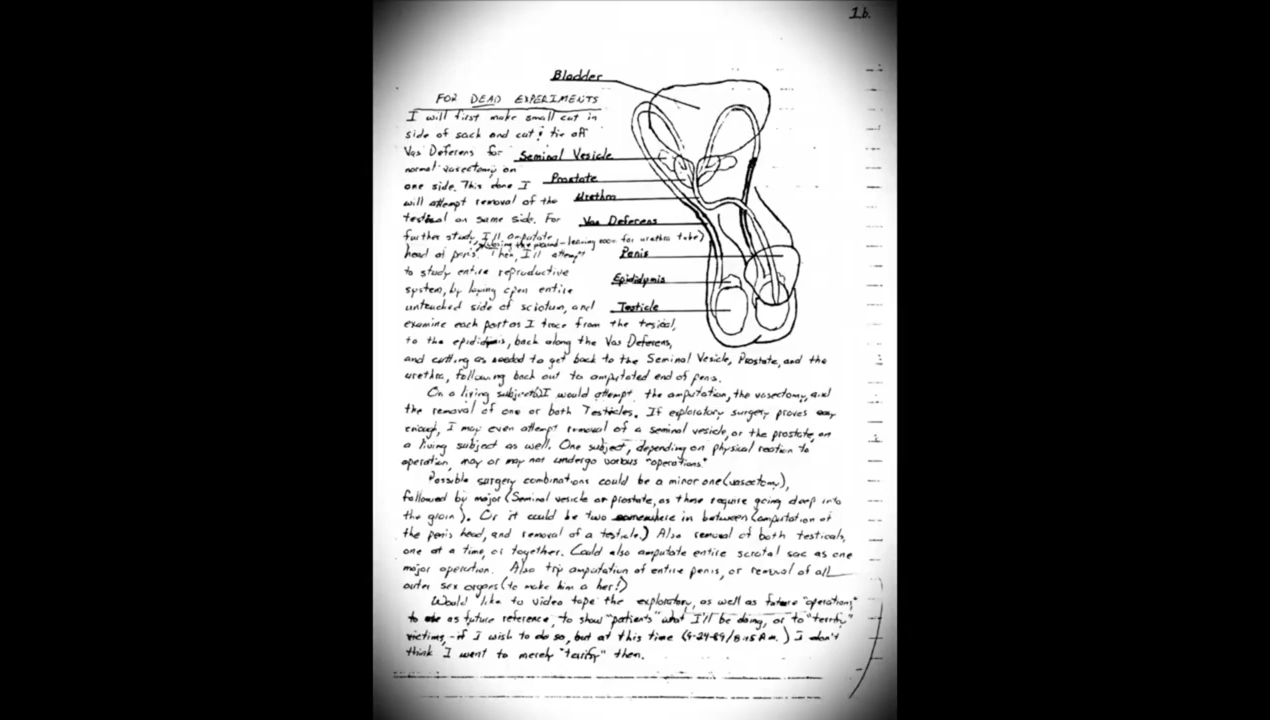 1b.
Bladder
FOR DEAD EXPERIMENTS
I will first make small cut in
side of sack and cut & tie off
Vas Deferens for
Seminal Vesicle
normal vasectomy on
Prostate
one side. This done I
Urethra
will attempt removal of the
testical on same side. For
Vas Deferens
further study, I'll amputate
(closing the wound - leaving room for urethra tube)
head of penis. Then, I'll attempt
Penis
to study entire reproductive
Epididymis
system, by laying open entire
untouched side of scrotum, and
Testicle
examine each part as I trace from the testical,
to the epididymis, back along the Vas Deferens,
and cutting as needed to get back to the Seminal Vesicle, Prostate, and the
urethra, following back out to amputated end of penis.
On a living subject(s) I would attempt the amputation, the vasectomy, and
the removal of one or both Testicles. If exploratory surgery proves easy
enough, I may even attempt removal of a seminal vesicle, or the prostate, on
a living subject as well. One subject, depending on physical reaction to
operation, may or may not undergo various "operations."
Possible surgery combinations could be a minor one (vasectomy),
followed by major (Seminal vesicle or prostate, as these require going deep into
the groin). Or it could be two somewhere in between (amputation of
the penis head, and removal of a testicle.) Also removal of both testicals,
one at a time, or together. Could also amputate entire scrotal sac as one
major operation. Also try amputation of entire penis, or removal of all
outer sex organs (to make him a her!)
Would like to video tape the exploratory, as well as future "operations,"
to as future reference, to show "patients" what I'll be doing, or to "terrify"
victims, - if I wish to do so, but at this time ( I don't
think I want to merely "terrify" then.